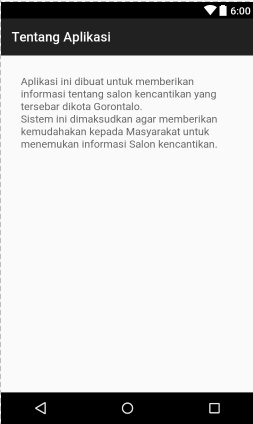 6:00
Tentang Aplikasi
Aplikasi ini dibuat untuk memberikan
informasi tentang salon kencantikan yang
tersebar dikota Gorontalo.
Sistem ini dimaksudkan agar memberikan
kemudahakan kepada Masyarakat untuk
menemukan informasi Salon kencantikan.